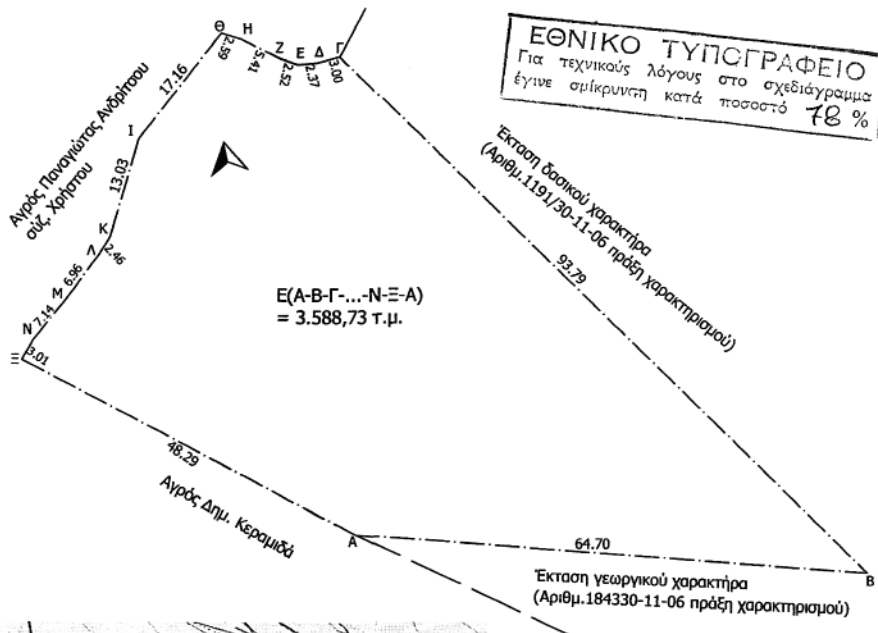 ΕΘΝΙΚΟ ΤΥΠΟΓΡΑΦΕΙΟ
Για τεχνικούς λόγους στο σχεδιάγραμμα
έγινε σμίκρυνση κατά ποσοστό 78 %
Θ
Η
Ζ
Ε
Δ
Γ
2.59
5.41
2.52
2.37
3.00
17.16
Αγρός Παναγιώτας Ανδρίτσου
σύζ. Χρήστου
Ι
13.03
Κ
Λ
2.46
Μ
6.96
Ν
7.14
Ξ
3.01
Έκταση δασικού χαρακτήρα
(Αριθμ.1191/30-11-06 πράξη χαρακτηρισμού)
93.79
Ε(Α-Β-Γ-...-Ν-Ξ-Α)
= 3.588,73 τ.μ.
48.29
Αγρός Δημ. Κεραμιδά
Α
64.70
Β
Έκταση γεωργικού χαρακτήρα
(Αριθμ.184330-11-06 πράξη χαρακτηρισμού)